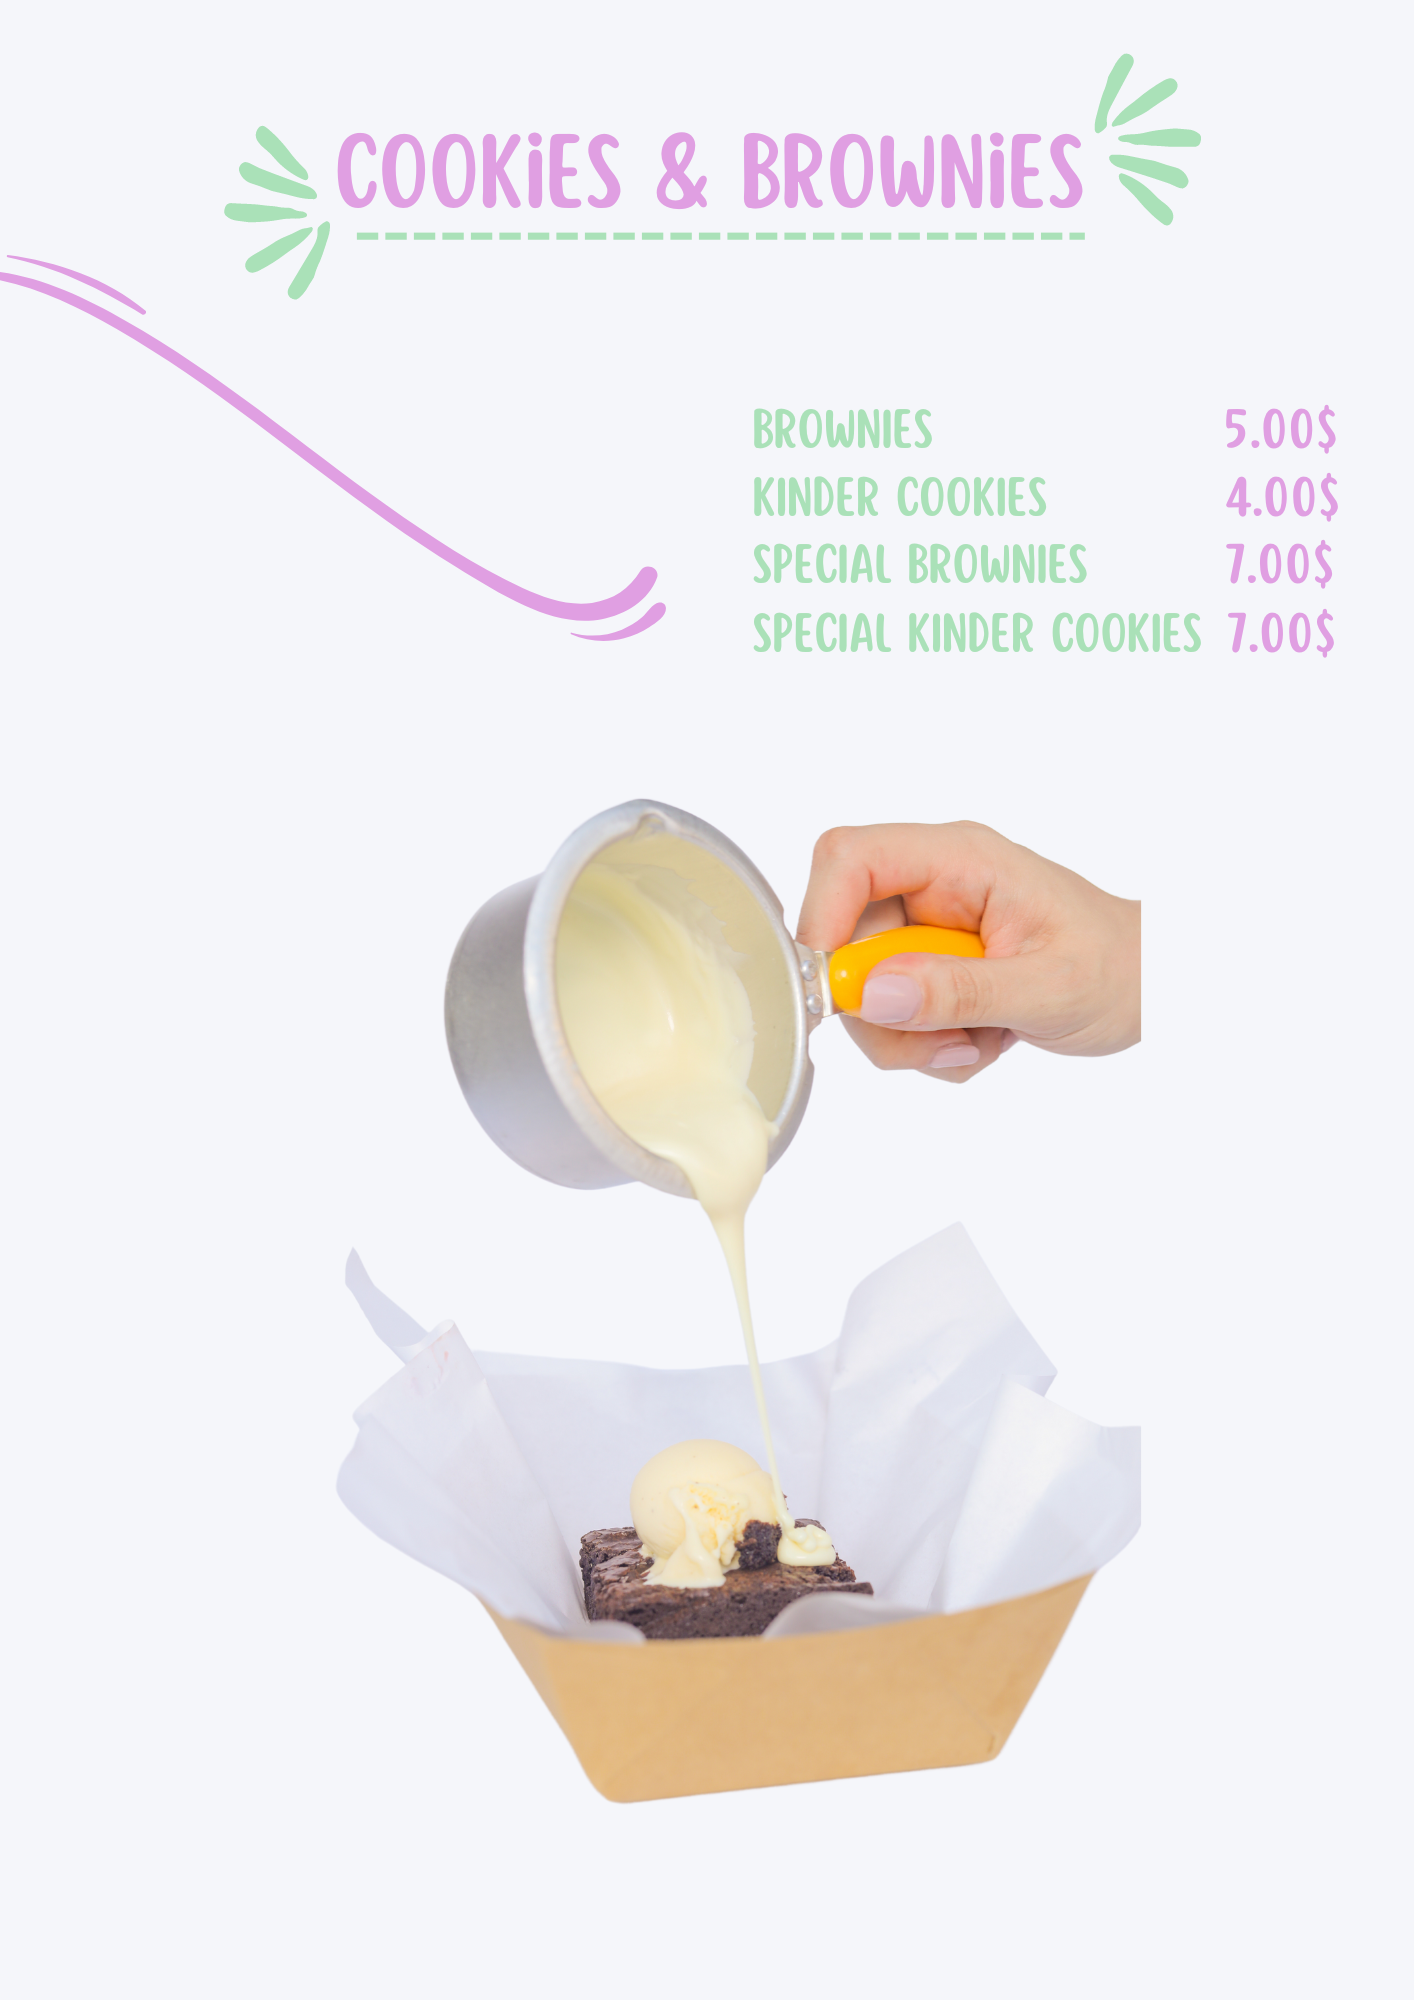 COOKiES & BROWNiES
BROWNIES 5.00$
KINDER COOKIES 4.00$
SPECIAL BROWNIES 7.00$
SPECIAL KINDER COOKIES 7.00$